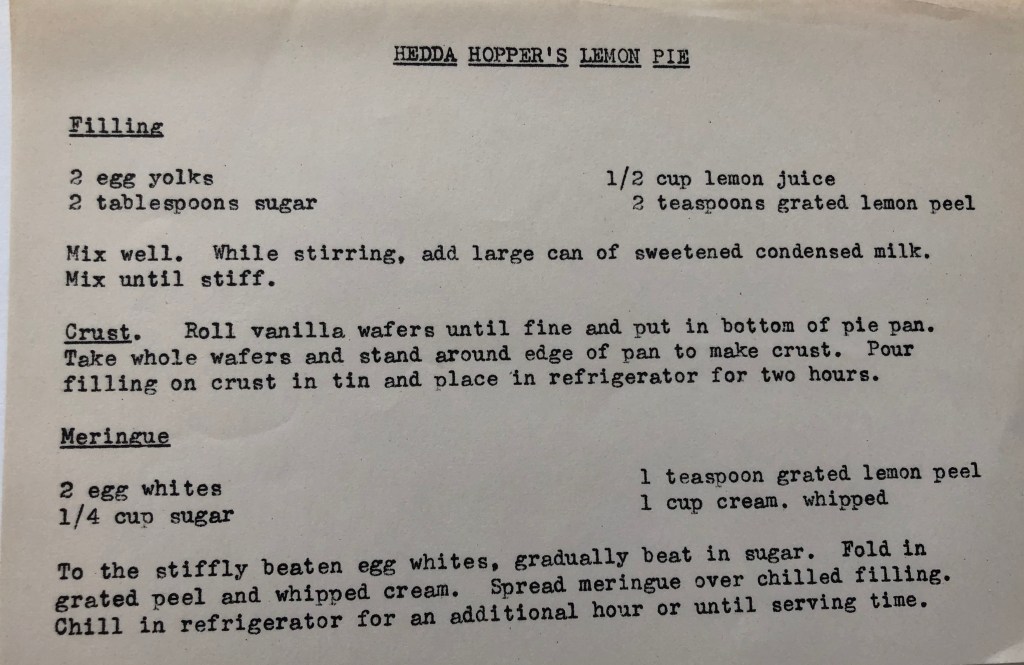 HEDDA HOPPER'S LEMON PIE
Filling
2 egg yolks 1/2 cup lemon juice
2 tablespoons sugar 2 teaspoons grated lemon peel
Mix well. While stirring, add large can of sweetened condensed milk.
Mix until stiff.
Crust. Roll vanilla wafers until fine and put in bottom of pie pan.
Take whole wafers and stand around edge of pan to make crust. Pour
filling on crust in tin and place in refrigerator for two hours.
Meringue
2 egg whites 1 teaspoon grated lemon peel
1/4 cup sugar 1 cup cream, whipped
To the stiffly beaten egg whites, gradually beat in sugar. Fold in
grated peel and whipped cream. Spread meringue over chilled filling.
Chill in refrigerator for an additional hour or until serving time.